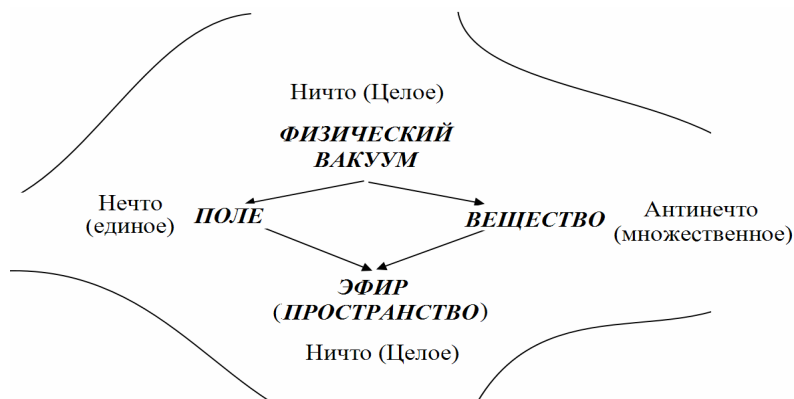 Ничто (Целое)
ФИЗИЧЕСКИЙ
ВАКУУМ
Нечто
(единое)
ПОЛЕ
ВЕЩЕСТВО
Антинечто
(множественное)
ЭФИР
(ПРОСТРАНСТВО)
Ничто (Целое)